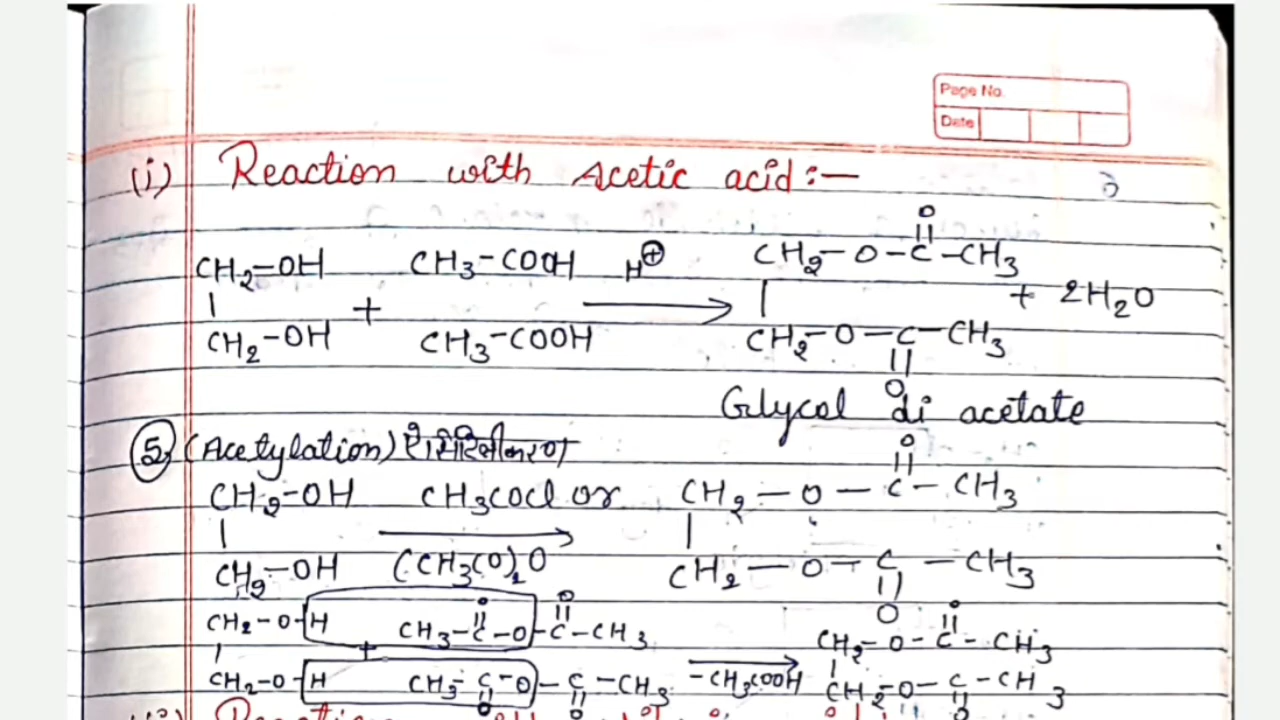 Page No.
Date
(i) Reaction with Acetic acid :—
O
CH2-OH CH3-COOH H⊕ CH2-O-C-CH3
+ + 2H2O
CH2-OH CH3-COOH CH2-O-C-CH3
O
Glycol di acetate
⑤ (Acetylation)
O
CH2-OH CH3COCl or CH2-O-C-CH3
CH2-OH (CH3CO)2O CH2-O-C-CH3
O
O O O
CH2-O-H CH3-C-O-C-CH3 CH2-O-C-CH3
+
CH2-O-H CH3-C-O-C-CH3 -CH3COOH CH2-O-C-CH3
O O O